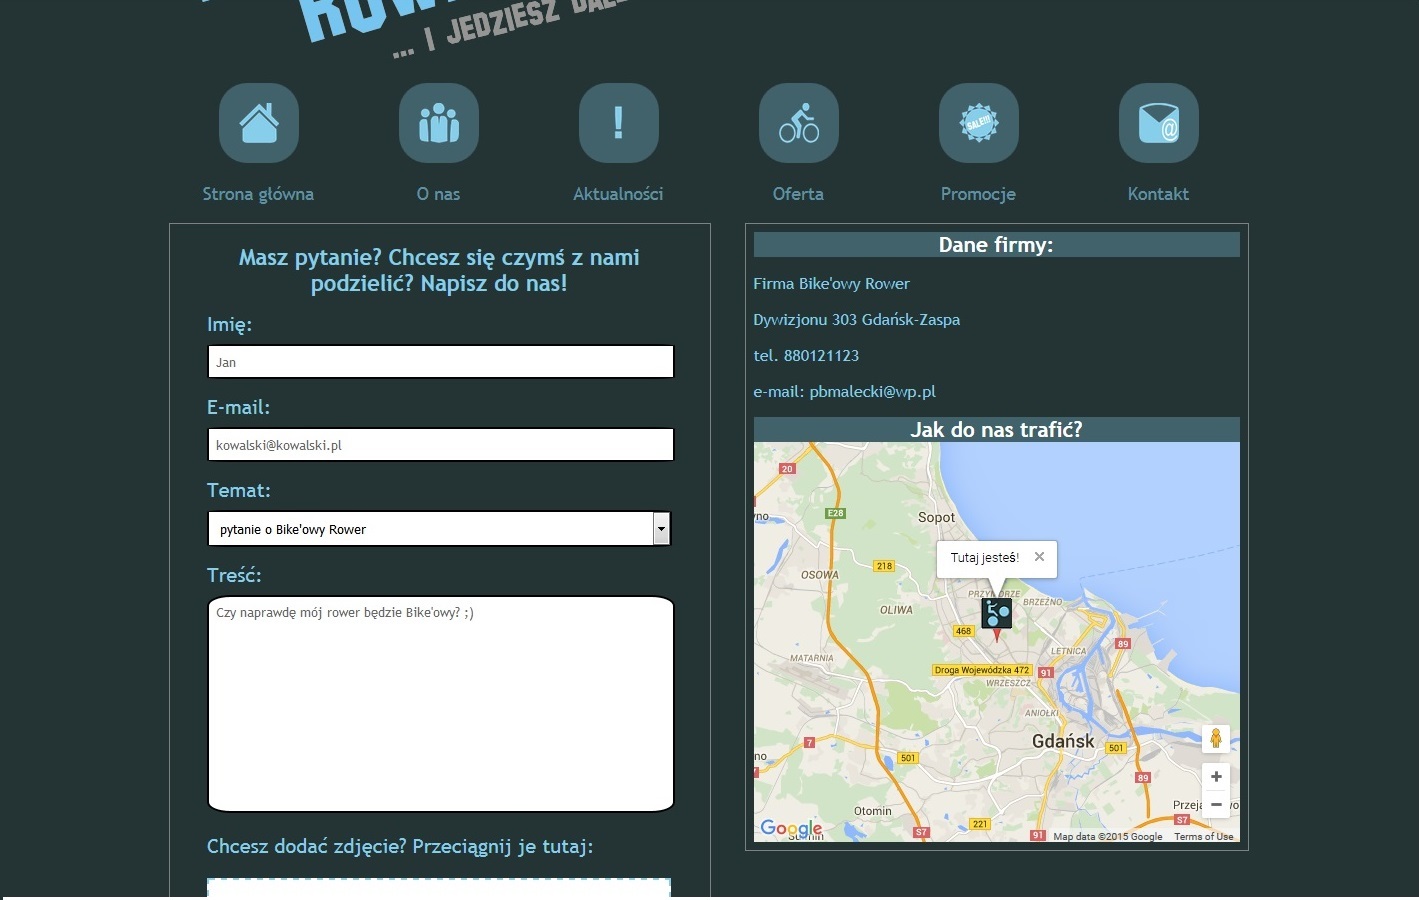 ... I JEDZIESZ
SALE!!!
@
Strona główna
O nas
Aktualności
Oferta
Promocje
Kontakt
Masz pytanie? Chcesz się czymś z nami
podzielić? Napisz do nas!
Imię:
Jan
E-mail:
kowalski@kowalski.pl
Temat:
pytanie o Bike'owy Rower
Treść:
Czy naprawdę mój rower będzie Bike'owy? ;)
Chcesz dodać zdjęcie? Przeciągnij je tutaj:
Dane firmy:
Firma Bike'owy Rower
Dywizjonu 303 Gdańsk-Zaspa
tel. 880121123
e-mail: pbmalecki@wp.pl
Jak do nas trafić?
20
E28
Sopot
Tutaj jesteś!
218
OSOWA
PRZYMORZE
BRZEŹNO
OLIWA
468
89
LETNICA
MATARNIA
Droga Wojewódzka 472
91
WRZESZCZ
ANIOŁKI
7
Gdańsk
501
501
89
Otomin
S7
221
S7
91
Google
Map data ©2015 Google
Terms of Use